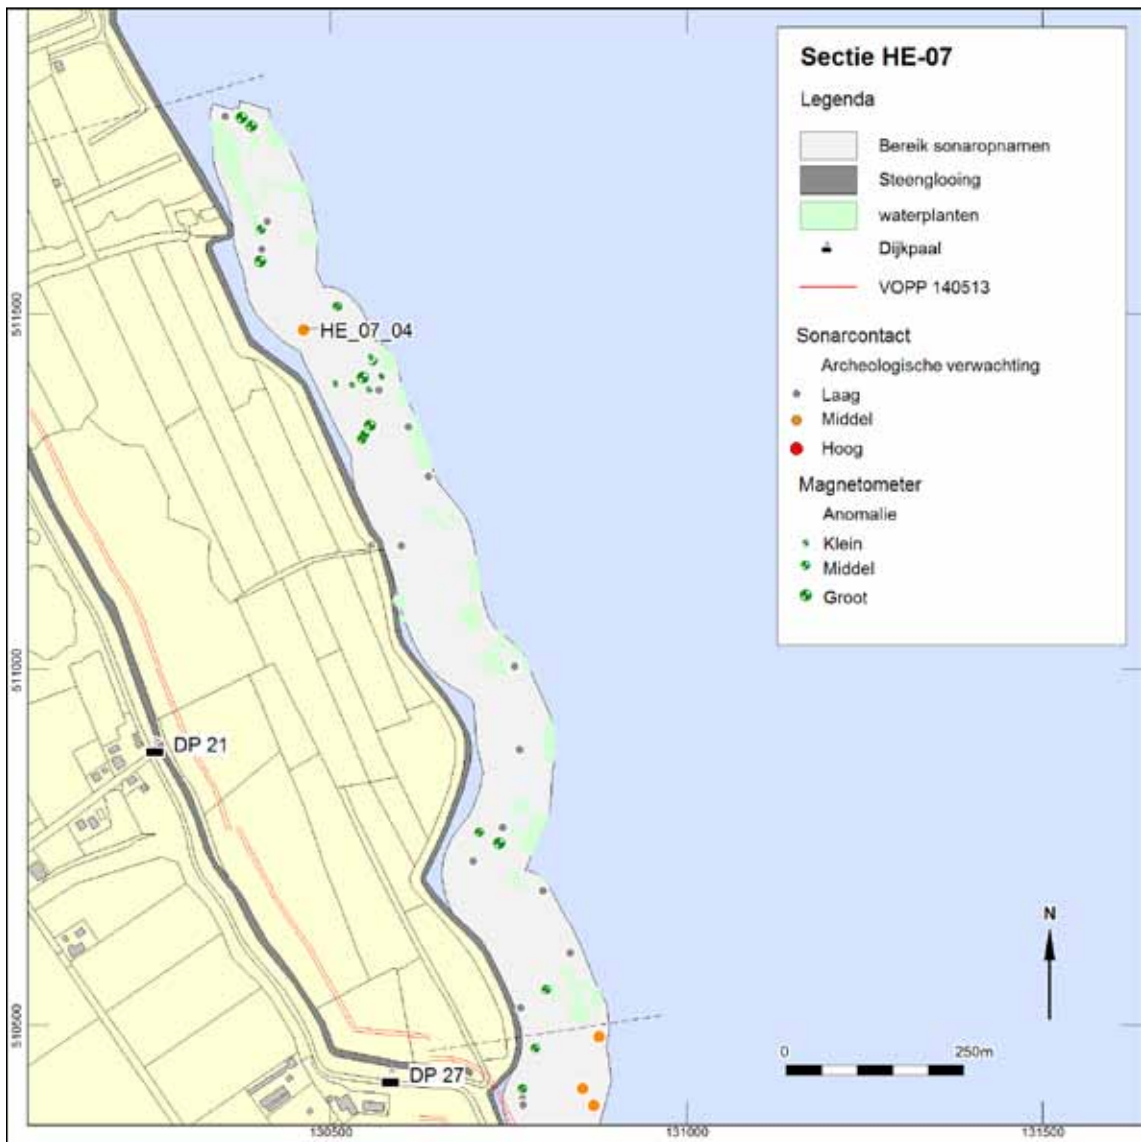 Sectie HE-07
Legenda
Bereik sonaropnamen
Steenglooing
waterplanten
Dijkpaal
VOPP 140513
Sonarcontact
Archeologische verwachting
Laag
Middel
Hoog
Magnetometer
Anomalie
Klein
Middel
Groot
HE_07_04
DP 21
DP 27
N
0 250m
511500
511000
510500
130500 131000 131500